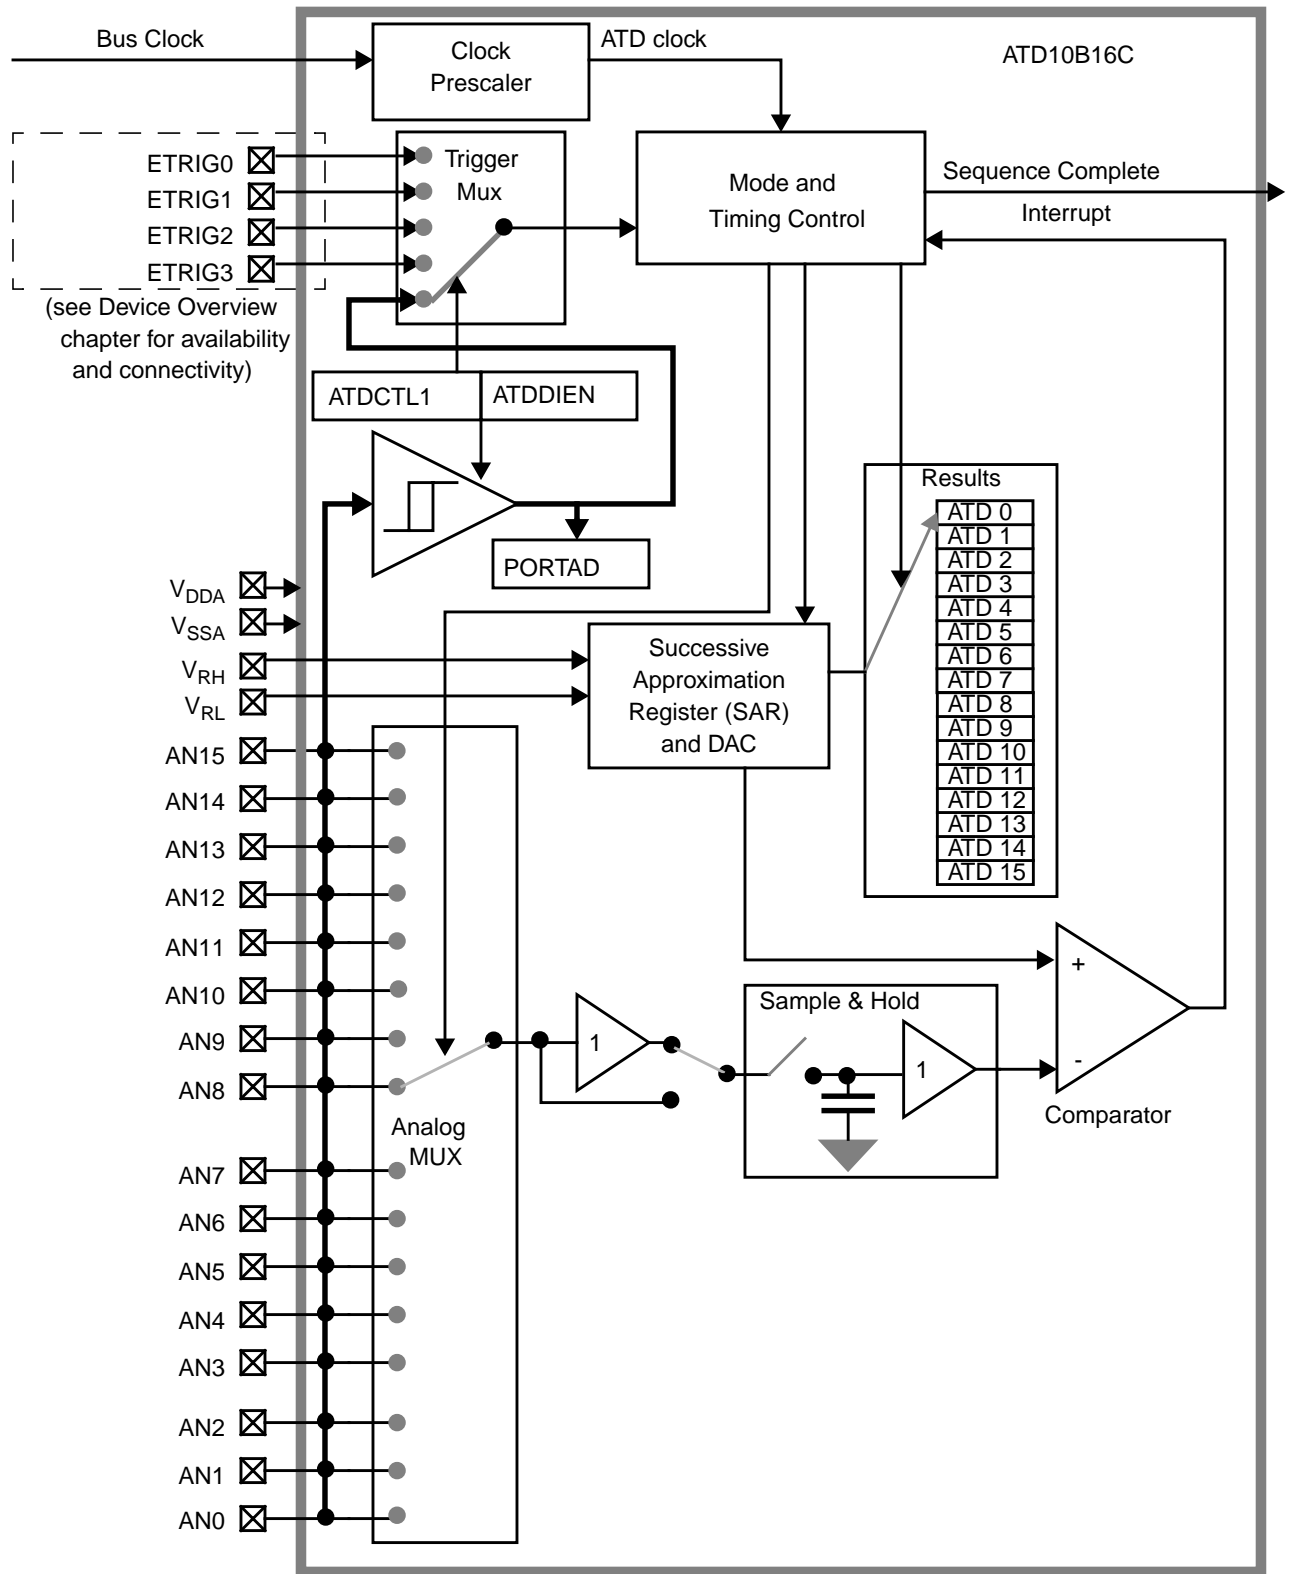 Bus Clock
Clock
Prescaler
ATD clock
ATD10B16C
ETRIG0
ETRIG1
ETRIG2
ETRIG3
(see Device Overview
chapter for availability
and connectivity)
Trigger
Mux
Mode and
Timing Control
Sequence Complete
Interrupt
ATDCTL1
ATDDIEN
PORTAD
Results
ATD 0
ATD 1
ATD 2
ATD 3
ATD 4
ATD 5
ATD 6
ATD 7
ATD 8
ATD 9
ATD 10
ATD 11
ATD 12
ATD 13
ATD 14
ATD 15
VDDA
VSSA
VRH
VRL
Successive
Approximation
Register (SAR)
and DAC
AN15
AN14
AN13
AN12
AN11
AN10
AN9
AN8
AN7
AN6
AN5
AN4
AN3
AN2
AN1
AN0
Analog
MUX
1
Sample & Hold
1
+
-
Comparator